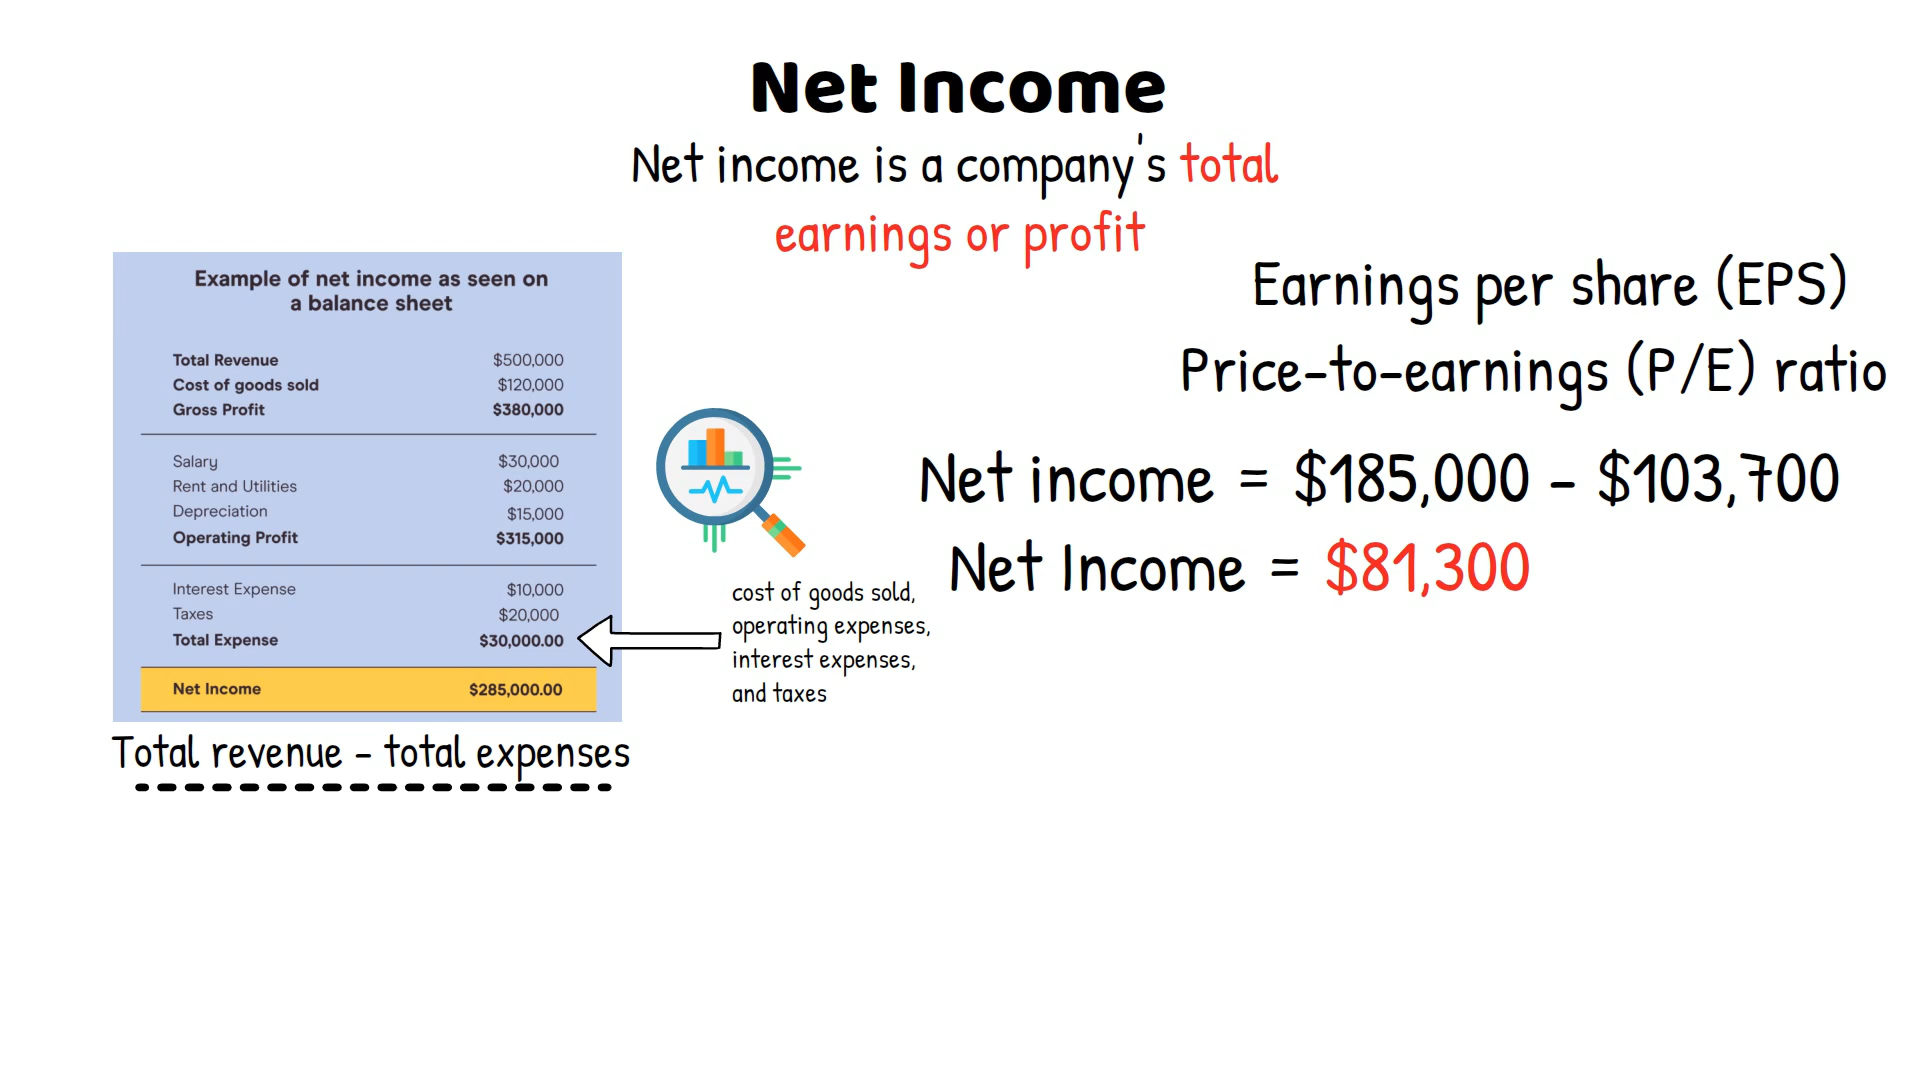 Net Income
Net income is a company's total
earnings or profit
Example of net income as seen on
a balance sheet
Total Revenue $500,000
Cost of goods sold $120,000
Gross Profit $380,000
Salary $30,000
Rent and Utilities $20,000
Depreciation $15,000
Operating Profit $315,000
Interest Expense $10,000
Taxes $20,000
Total Expense $30,000.00
Net Income $285,000.00
Total revenue - total expenses
cost of goods sold,
operating expenses,
interest expenses,
and taxes
Earnings per share (EPS)
Price-to-earnings (P/E) ratio
Net income = $185,000 - $103,700
Net Income = $81,300